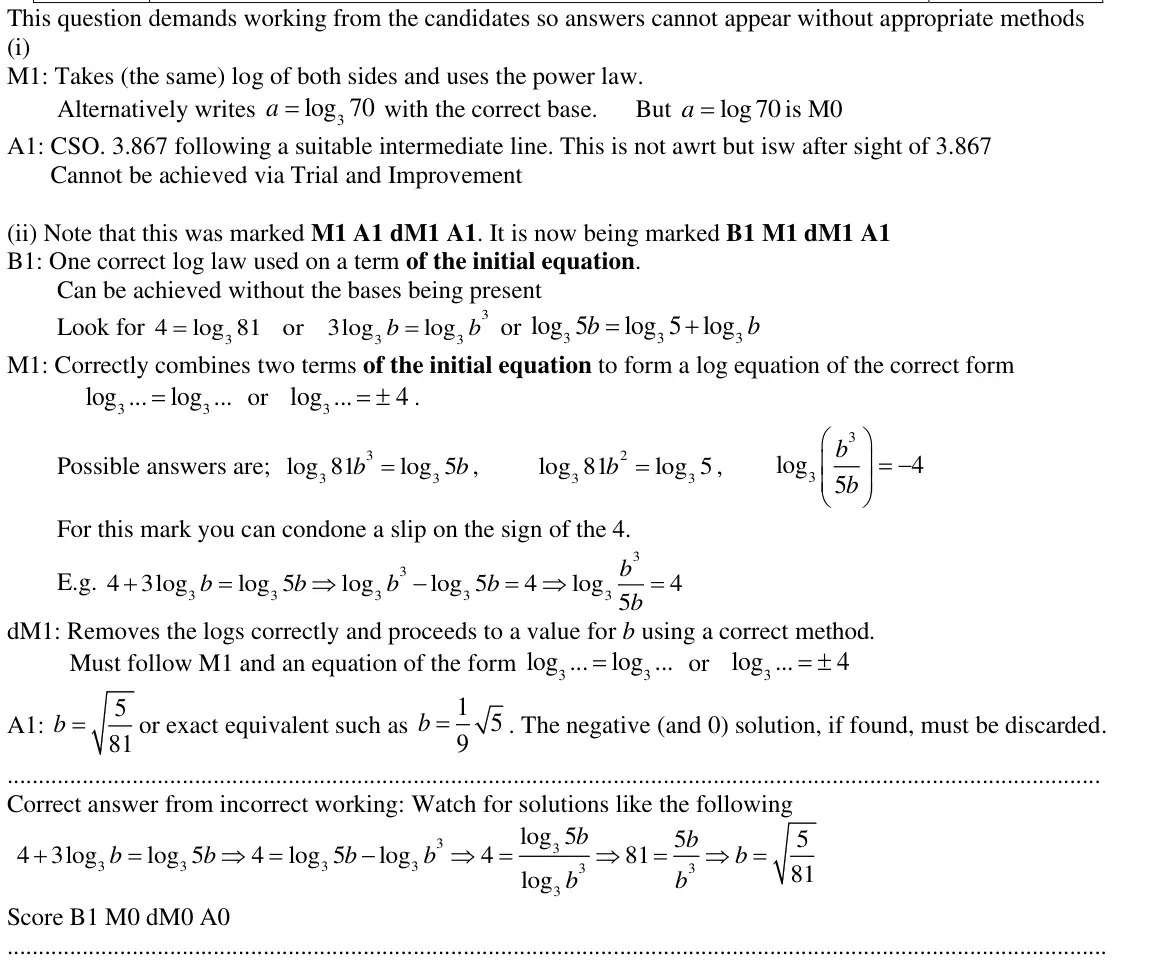 This question demands working from the candidates so answers cannot appear without appropriate methods
(i)
M1: Takes (the same) log of both sides and uses the power law.
Alternatively writes a = log₃ 70 with the correct base. But a = log 70 is M0
A1: CSO. 3.867 following a suitable intermediate line. This is not awrt but isw after sight of 3.867
Cannot be achieved via Trial and Improvement
(ii) Note that this was marked M1 A1 dM1 A1. It is now being marked B1 M1 dM1 A1
B1: One correct log law used on a term of the initial equation.
Can be achieved without the bases being present
Look for 4 = log₃ 81 or 3log₃ b = log₃ b³ or log₃ 5b = log₃ 5 + log₃ b
M1: Correctly combines two terms of the initial equation to form a log equation of the correct form
log₃ ... = log₃ ... or log₃ ... = ± 4 .
Possible answers are; log₃ 81b³ = log₃ 5b , log₃ 81b² = log₃ 5 , log₃ (b³/5b) = −4
For this mark you can condone a slip on the sign of the 4.
E.g. 4 + 3log₃ b = log₃ 5b ⇒ log₃ b³ − log₃ 5b = 4 ⇒ log₃ b³/5b = 4
dM1: Removes the logs correctly and proceeds to a value for b using a correct method.
Must follow M1 and an equation of the form log₃ ... = log₃ ... or log₃ ... = ± 4
A1: b = √(5/81) or exact equivalent such as b = 1/9 √5 . The negative (and 0) solution, if found, must be discarded.
Correct answer from incorrect working: Watch for solutions like the following
4 + 3log₃ b = log₃ 5b ⇒ 4 = log₃ 5b − log₃ b³ ⇒ 4 = log₃ 5b / log₃ b³ ⇒ 81 = 5b/b³ ⇒ b = √(5/81)
Score B1 M0 dM0 A0